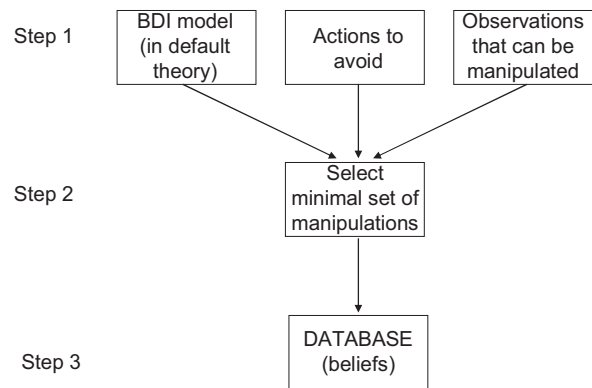 Step 1
BDI model
(in default
theory)
Actions to
avoid
Observations
that can be
manipulated
Step 2
Select
minimal set of
manipulations
Step 3
DATABASE
(beliefs)